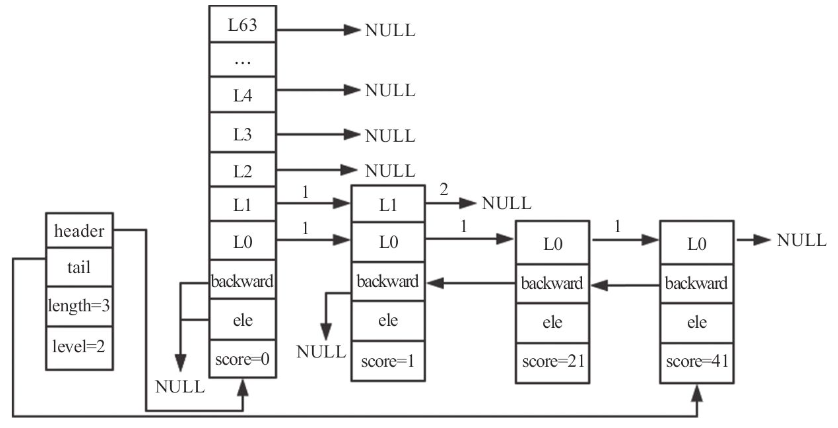 L63
NULL
...
L4
NULL
L3
NULL
L2
NULL
L1
1
L1
2
NULL
L0
1
L0
1
L0
1
L0
NULL
header
tail
length=3
level=2
backward
backward
backward
backward
ele
ele
ele
ele
NULL
NULL
score=0
score=1
score=21
score=41